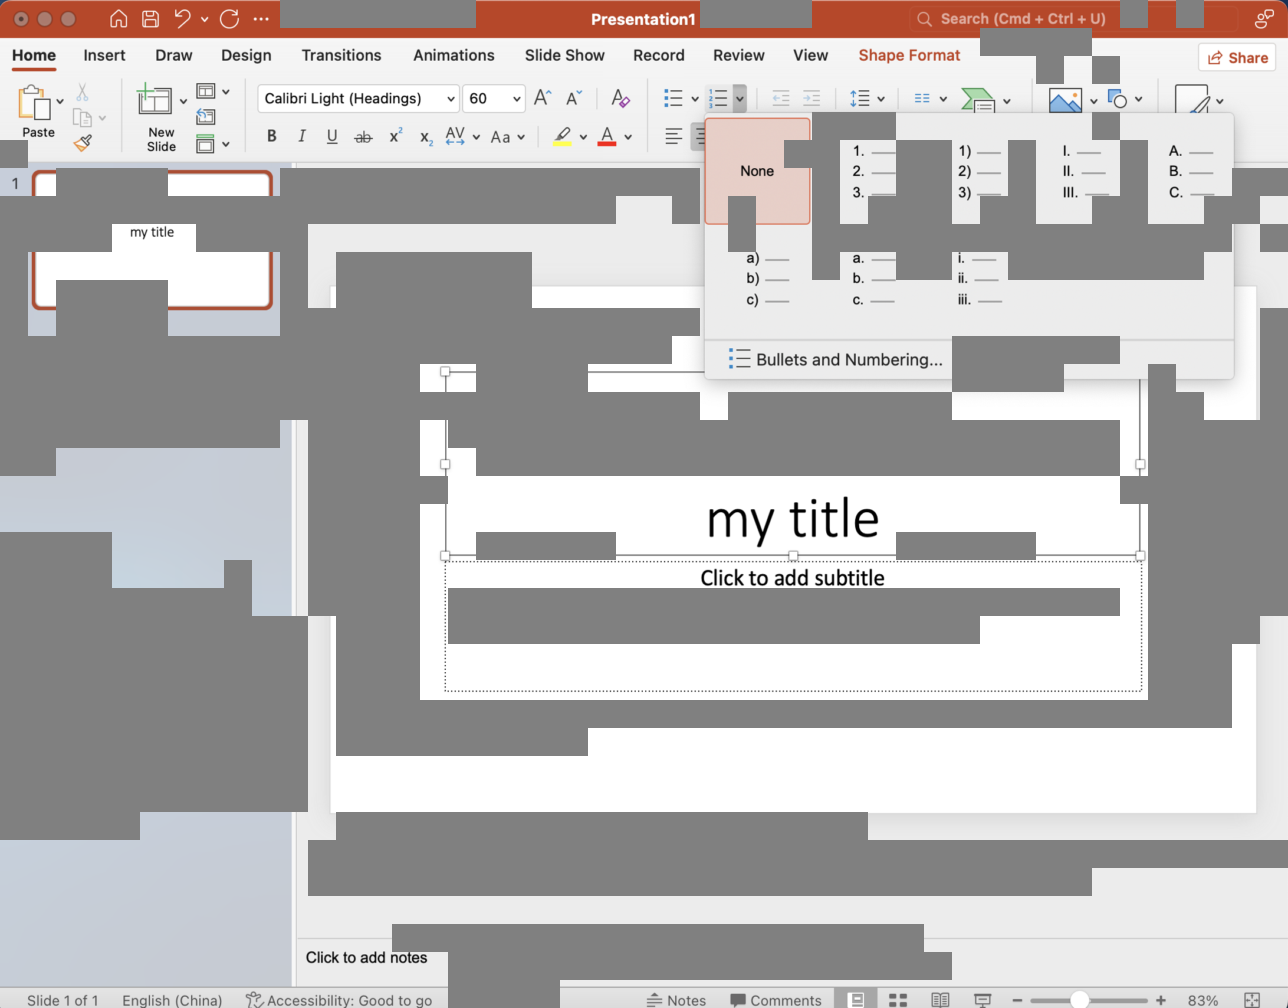 Presentation1
Search (Cmd + Ctrl + U)
Home Insert Draw Design Transitions Animations Slide Show Record Review View Shape Format Share
Paste
New
Slide
Calibri Light (Headings) 60
B I U ab x² x₂ AV Aa A
None
1.
2.
3.
1)
2)
3)
I.
II.
III.
A.
B.
C.
a)
b)
c)
a.
b.
c.
i.
ii.
iii.
Bullets and Numbering...
1
my title
my title
Click to add subtitle
Click to add notes
Slide 1 of 1 English (China) Accessibility: Good to go Notes Comments 83%